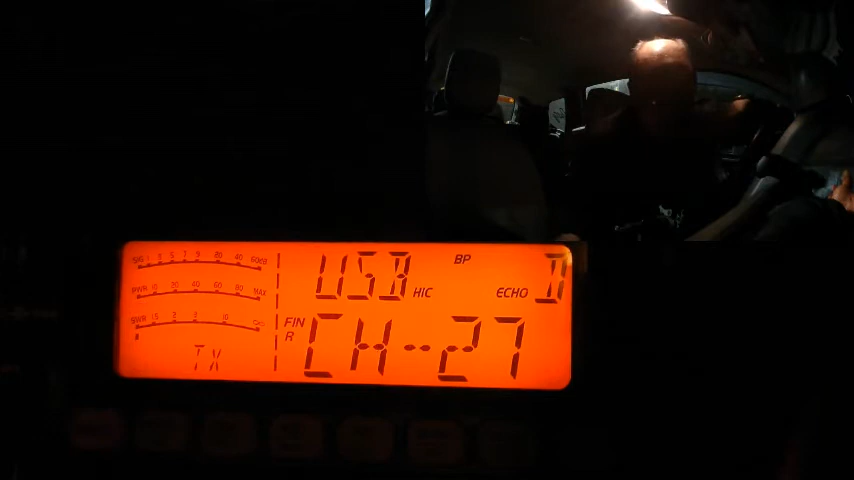 SIG 1 3 5 7 9 20 40 60dB
USB BP D
PWR 10 20 40 60 80 MAX
HIC ECHO
SWR 1.5 2 3 10 ∞
FIN
R
CH--27
TX